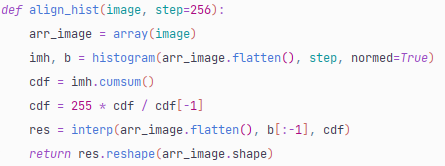 def align_hist(image, step=256):
    arr_image = array(image)
    imh, b = histogram(arr_image.flatten(), step, normed=True)
    cdf = imh.cumsum()
    cdf = 255 * cdf / cdf[-1]
    res = interp(arr_image.flatten(), b[:-1], cdf)
    return res.reshape(arr_image.shape)